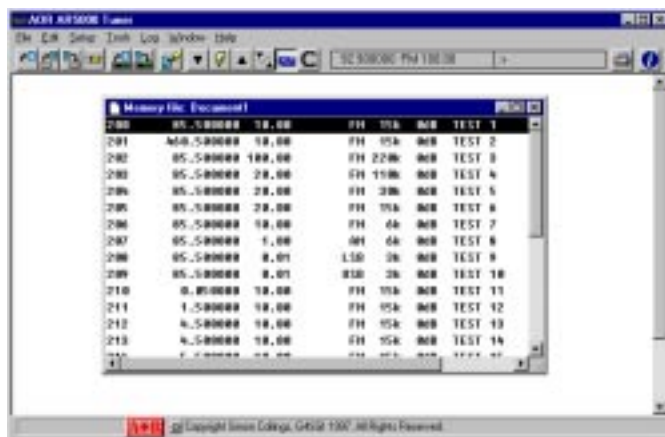 AOR AR5000 Tuner
File Edit Setup Tools Log Window Help
92.500000 FM 100.00
Memory file: Document1
200 85.500000 10.00 FM 15k 0dB TEST 1
201 460.500000 10.00 FM 15k 0dB TEST 2
202 85.500000 100.00 FM 220k 0dB TEST 3
203 85.500000 20.00 FM 110k 0dB TEST 4
204 85.500000 20.00 FM 30k 0dB TEST 5
205 85.500000 20.00 FM 15k 0dB TEST 6
206 85.500000 10.00 FM 6k 0dB TEST 7
207 85.500000 1.00 AM 6k 0dB TEST 8
208 85.500000 0.01 LSB 3k 0dB TEST 9
209 85.500000 0.01 USB 3k 0dB TEST 10
210 0.050000 10.00 FM 15k 0dB TEST 11
211 1.500000 10.00 FM 15k 0dB TEST 12
212 4.500000 10.00 FM 15k 0dB TEST 13
213 4.500000 10.00 FM 15k 0dB TEST 14
Copyright Simon Collings, 1997. All Rights Reserved.